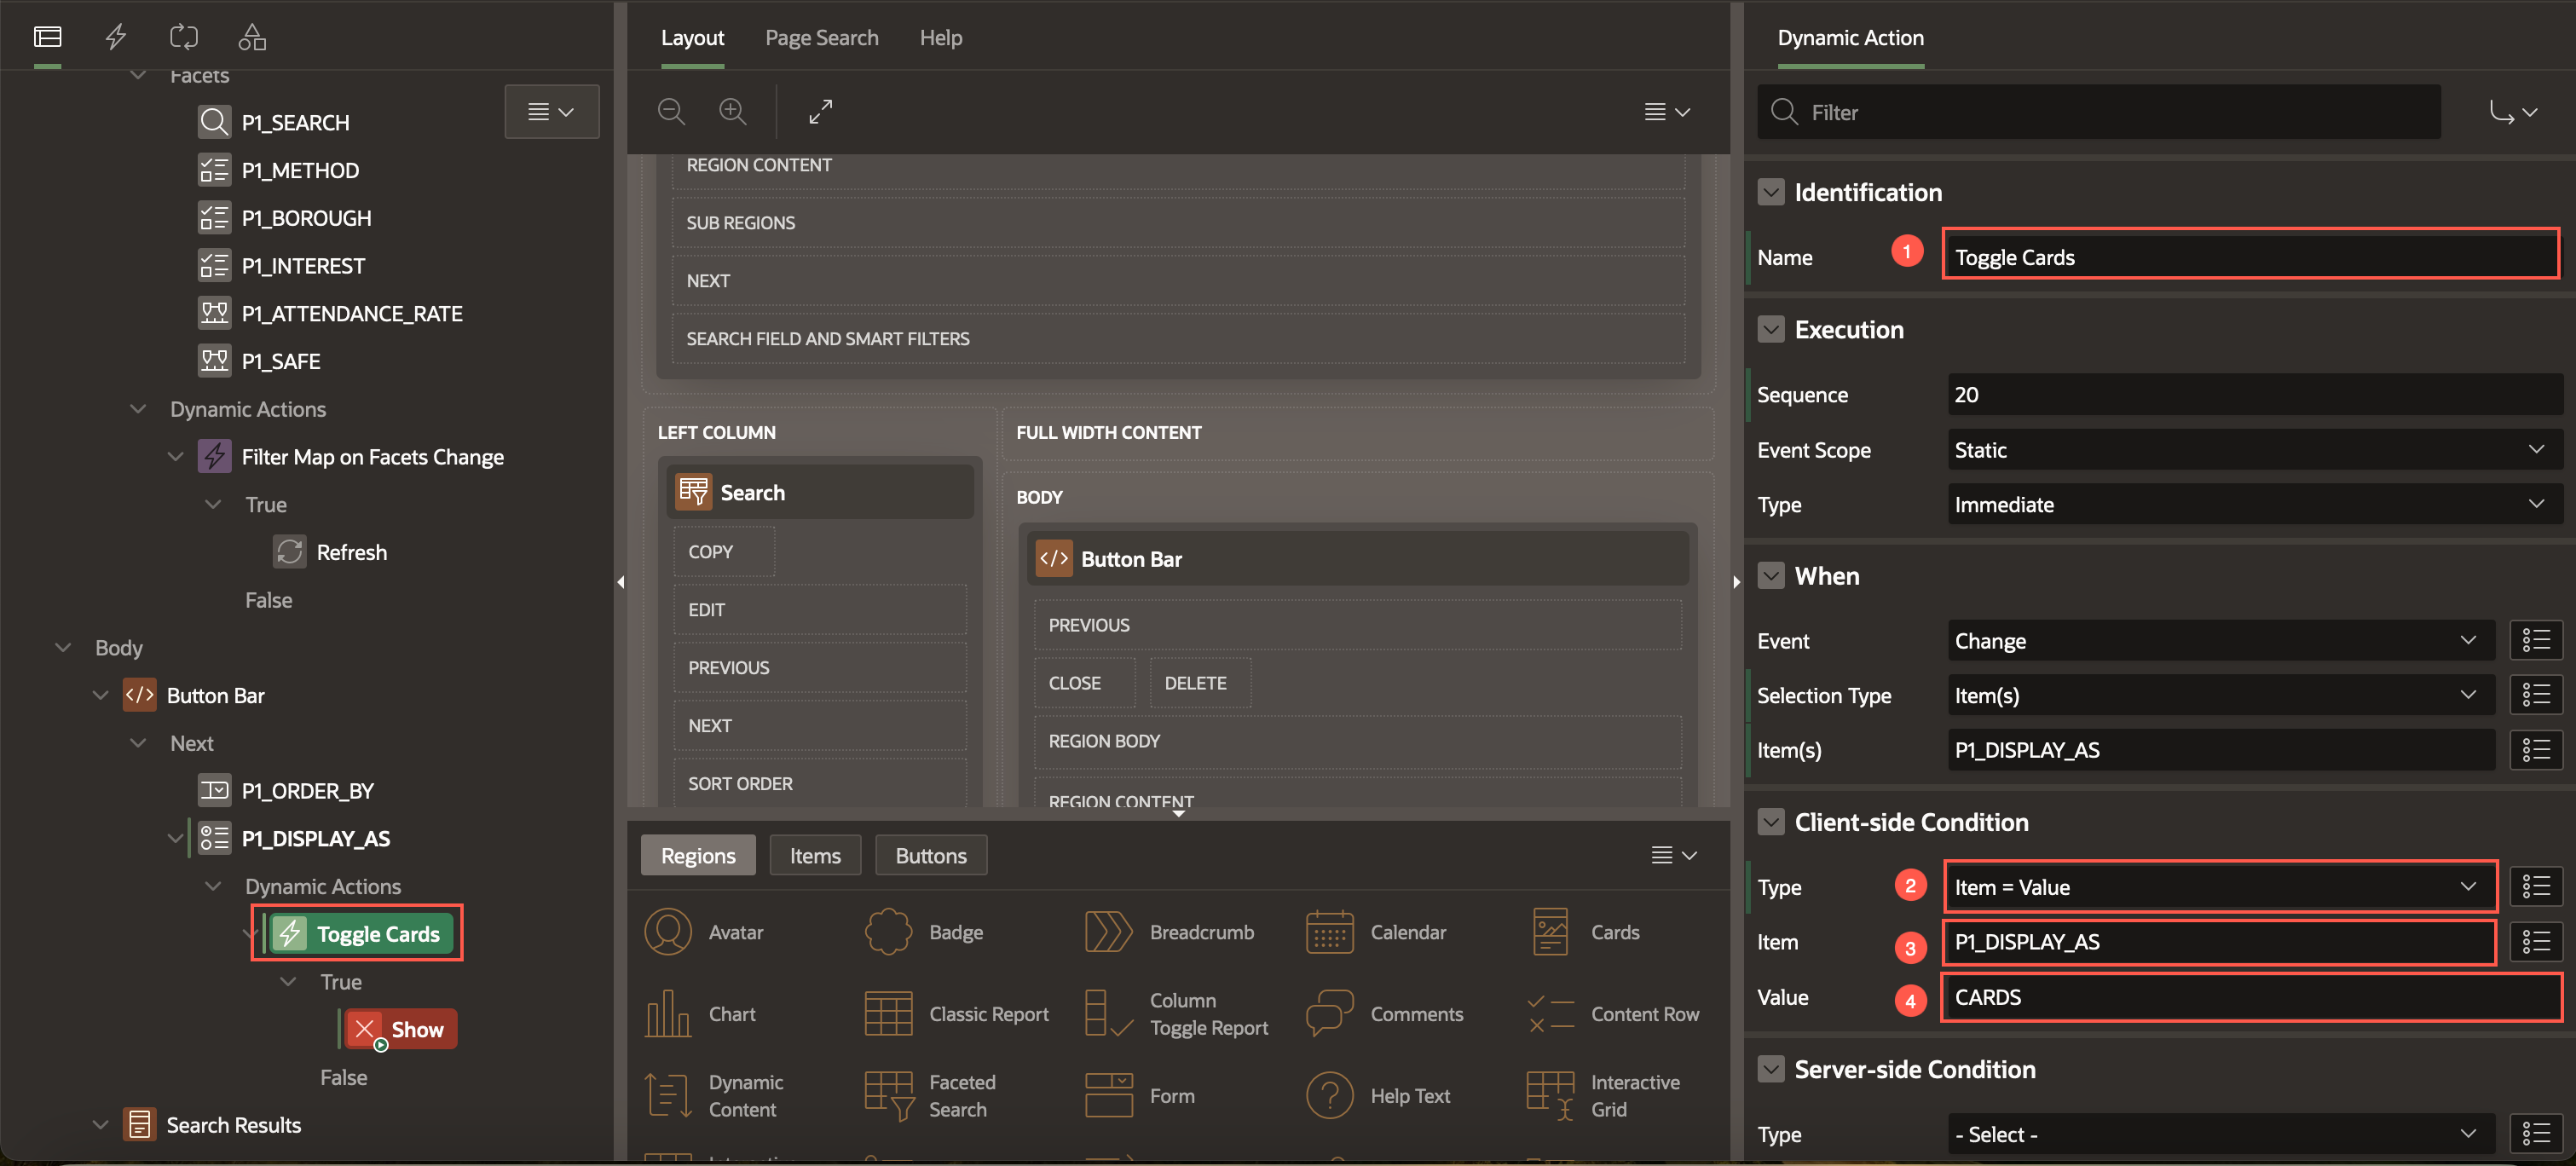 Facets
P1_SEARCH
P1_METHOD
P1_BOROUGH
P1_INTEREST
P1_ATTENDANCE_RATE
P1_SAFE
Dynamic Actions
Filter Map on Facets Change
True
Refresh
False
Body
Button Bar
Next
P1_ORDER_BY
P1_DISPLAY_AS
Dynamic Actions
Toggle Cards
True
Show
False
Search Results
Layout Page Search Help
REGION CONTENT
SUB REGIONS
NEXT
SEARCH FIELD AND SMART FILTERS
LEFT COLUMN
Search
COPY
EDIT
PREVIOUS
NEXT
SORT ORDER
FULL WIDTH CONTENT
BODY
Button Bar
PREVIOUS
CLOSE DELETE
REGION BODY
REGION CONTENT
Regions Items Buttons
Avatar Badge Breadcrumb Calendar Cards
Chart Classic Report Column Toggle Report Comments Content Row
Dynamic Content Faceted Search Form Help Text Interactive Grid
Dynamic Action
Filter
Identification
Name 1 Toggle Cards
Execution
Sequence 20
Event Scope Static
Type Immediate
When
Event Change
Selection Type Item(s)
Item(s) P1_DISPLAY_AS
Client-side Condition
Type 2 Item = Value
Item 3 P1_DISPLAY_AS
Value 4 CARDS
Server-side Condition
Type - Select -